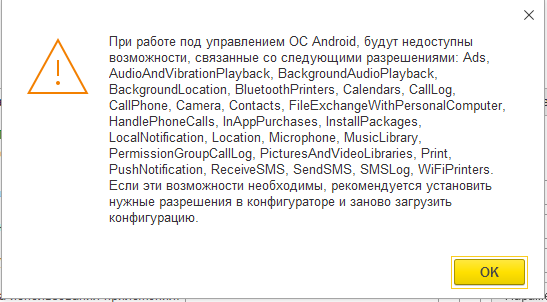 При работе под управлением ОС Android, будут недоступны
возможности, связанные со следующими разрешениями: Ads,
AudioAndVibrationPlayback, BackgroundAudioPlayback,
BackgroundLocation, BluetoothPrinters, Calendars, CallLog,
CallPhone, Camera, Contacts, FileExchangeWithPersonalComputer,
HandlePhoneCalls, InAppPurchases, InstallPackages,
LocalNotification, Location, Microphone, MusicLibrary,
PermissionGroupCallLog, PicturesAndVideoLibraries, Print,
PushNotification, ReceiveSMS, SendSMS, SMSLog, WiFiPrinters.
Если эти возможности необходимы, рекомендуется установить
нужные разрешения в конфигураторе и заново загрузить
конфигурацию.
OK